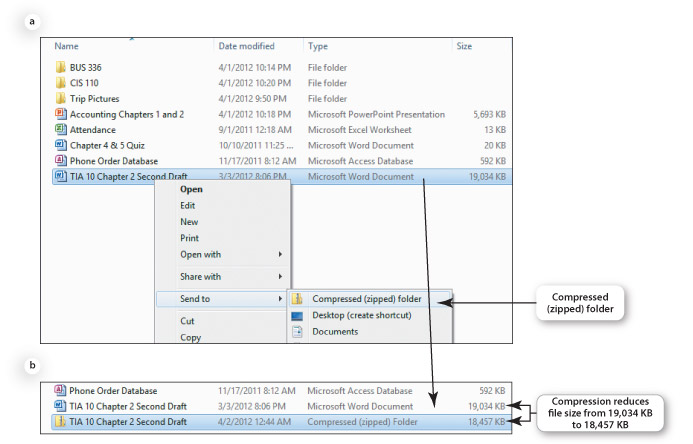 a
Name Date modified Type Size
BUS 336 4/1/2012 10:14 PM File folder
CIS 110 4/1/2012 10:20 PM File folder
Trip Pictures 4/1/2012 9:50 PM File folder
Accounting Chapters 1 and 2 4/1/2012 10:18 PM Microsoft PowerPoint Presentation 5,693 KB
Attendance 9/1/2011 12:18 AM Microsoft Excel Worksheet 13 KB
Chapter 4 & 5 Quiz 10/10/2011 11:25 ... Microsoft Word Document 20 KB
Phone Order Database 11/17/2011 8:12 AM Microsoft Access Database 592 KB
TIA 10 Chapter 2 Second Draft 3/3/2012 8:06 PM Microsoft Word Document 19,034 KB
Open
Edit
New
Print
Open with
Share with
Send to
Compressed (zipped) folder
Desktop (create shortcut)
Documents
Cut
Copy
Compressed
(zipped) folder
b
Phone Order Database 11/17/2011 8:12 AM Microsoft Access Database 592 KB
TIA 10 Chapter 2 Second Draft 3/3/2012 8:06 PM Microsoft Word Document 19,034 KB
TIA 10 Chapter 2 Second Draft 4/2/2012 12:44 AM Compressed (zipped) Folder 18,457 KB
Compression reduces
file size from 19,034 KB
to 18,457 KB